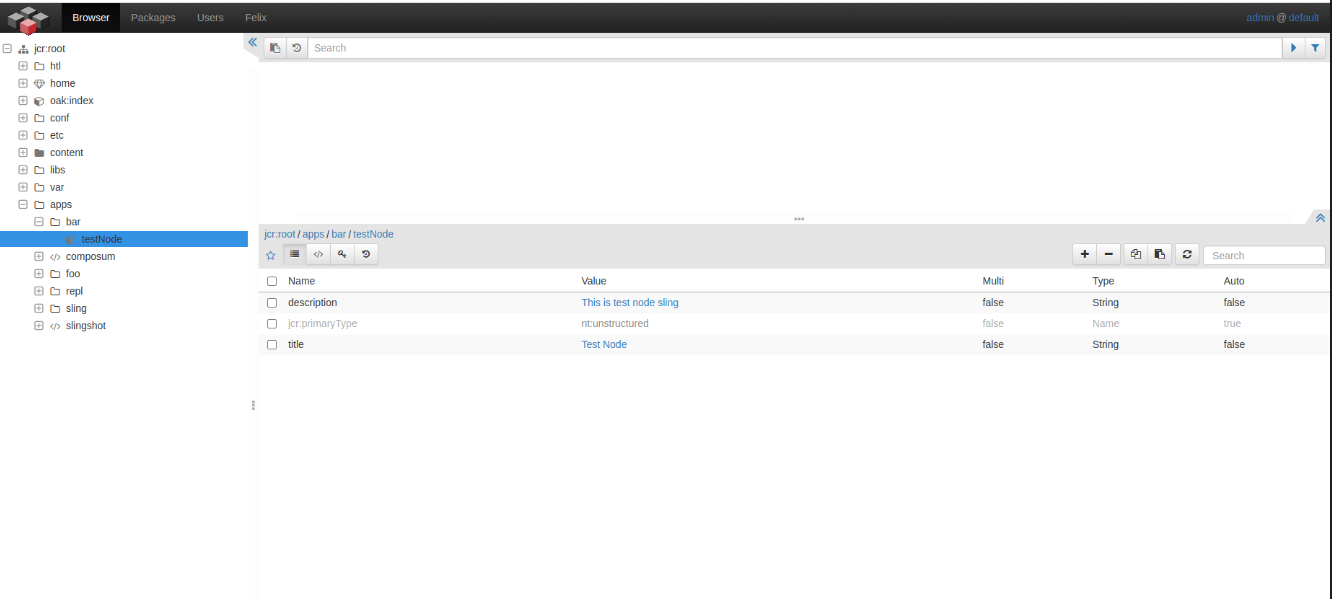 Browser Packages Users Felix admin @ default
jcr:root
htl
home
oak:index
conf
etc
content
libs
var
apps
bar
testNode
composum
foo
repl
sling
slingshot
Search
jcr:root / apps / bar / testNode
Search
Name Value Multi Type Auto
description This is test node sling false String false
jcr:primaryType nt:unstructured false Name true
title Test Node false String false